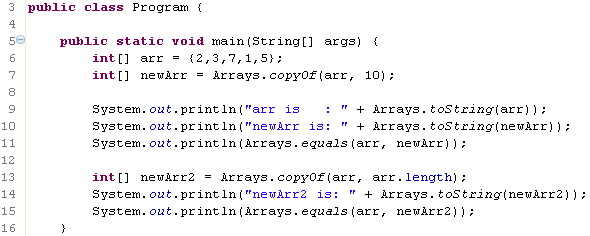 3 public class Program {
4
5 public static void main(String[] args) {
6 int[] arr = {2,3,7,1,5};
7 int[] newArr = Arrays.copyOf(arr, 10);
8
9 System.out.println("arr is   : " + Arrays.toString(arr));
10 System.out.println("newArr is: " + Arrays.toString(newArr));
11 System.out.println(Arrays.equals(arr, newArr));
12
13 int[] newArr2 = Arrays.copyOf(arr, arr.length);
14 System.out.println("newArr2 is: " + Arrays.toString(newArr2));
15 System.out.println(Arrays.equals(arr, newArr2));
16 }